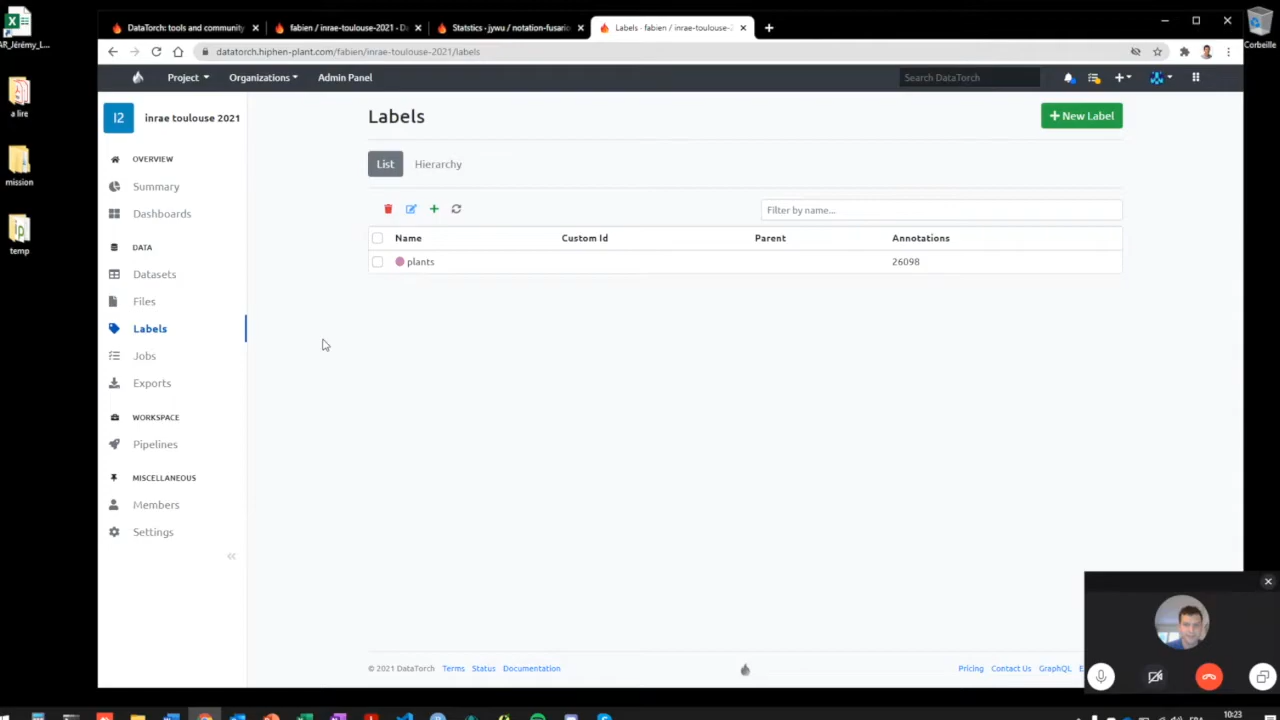 DataTorch: tools and community
fabien / inrae-toulouse-2021 - D
Statstics - jywu / notation-fusario
Labels · fabien / inrae-toulouse-2
datatorch.hiphen-plant.com/fabien/inrae-toulouse-2021/labels
Project
Organizations
Admin Panel
Search DataTorch
I2
inrae toulouse 2021
OVERVIEW
Summary
Dashboards
DATA
Datasets
Files
Labels
Jobs
Exports
WORKSPACE
Pipelines
MISCELLANEOUS
Members
Settings
Labels
+ New Label
List
Hierarchy
Filter by name...
Name
Custom Id
Parent
Annotations
plants
26098
© 2021 DataTorch
Terms
Status
Documentation
Pricing
Contact Us
GraphQL
AR_Jérémy_L...
a lire
mission
temp
Corbeille
10:23